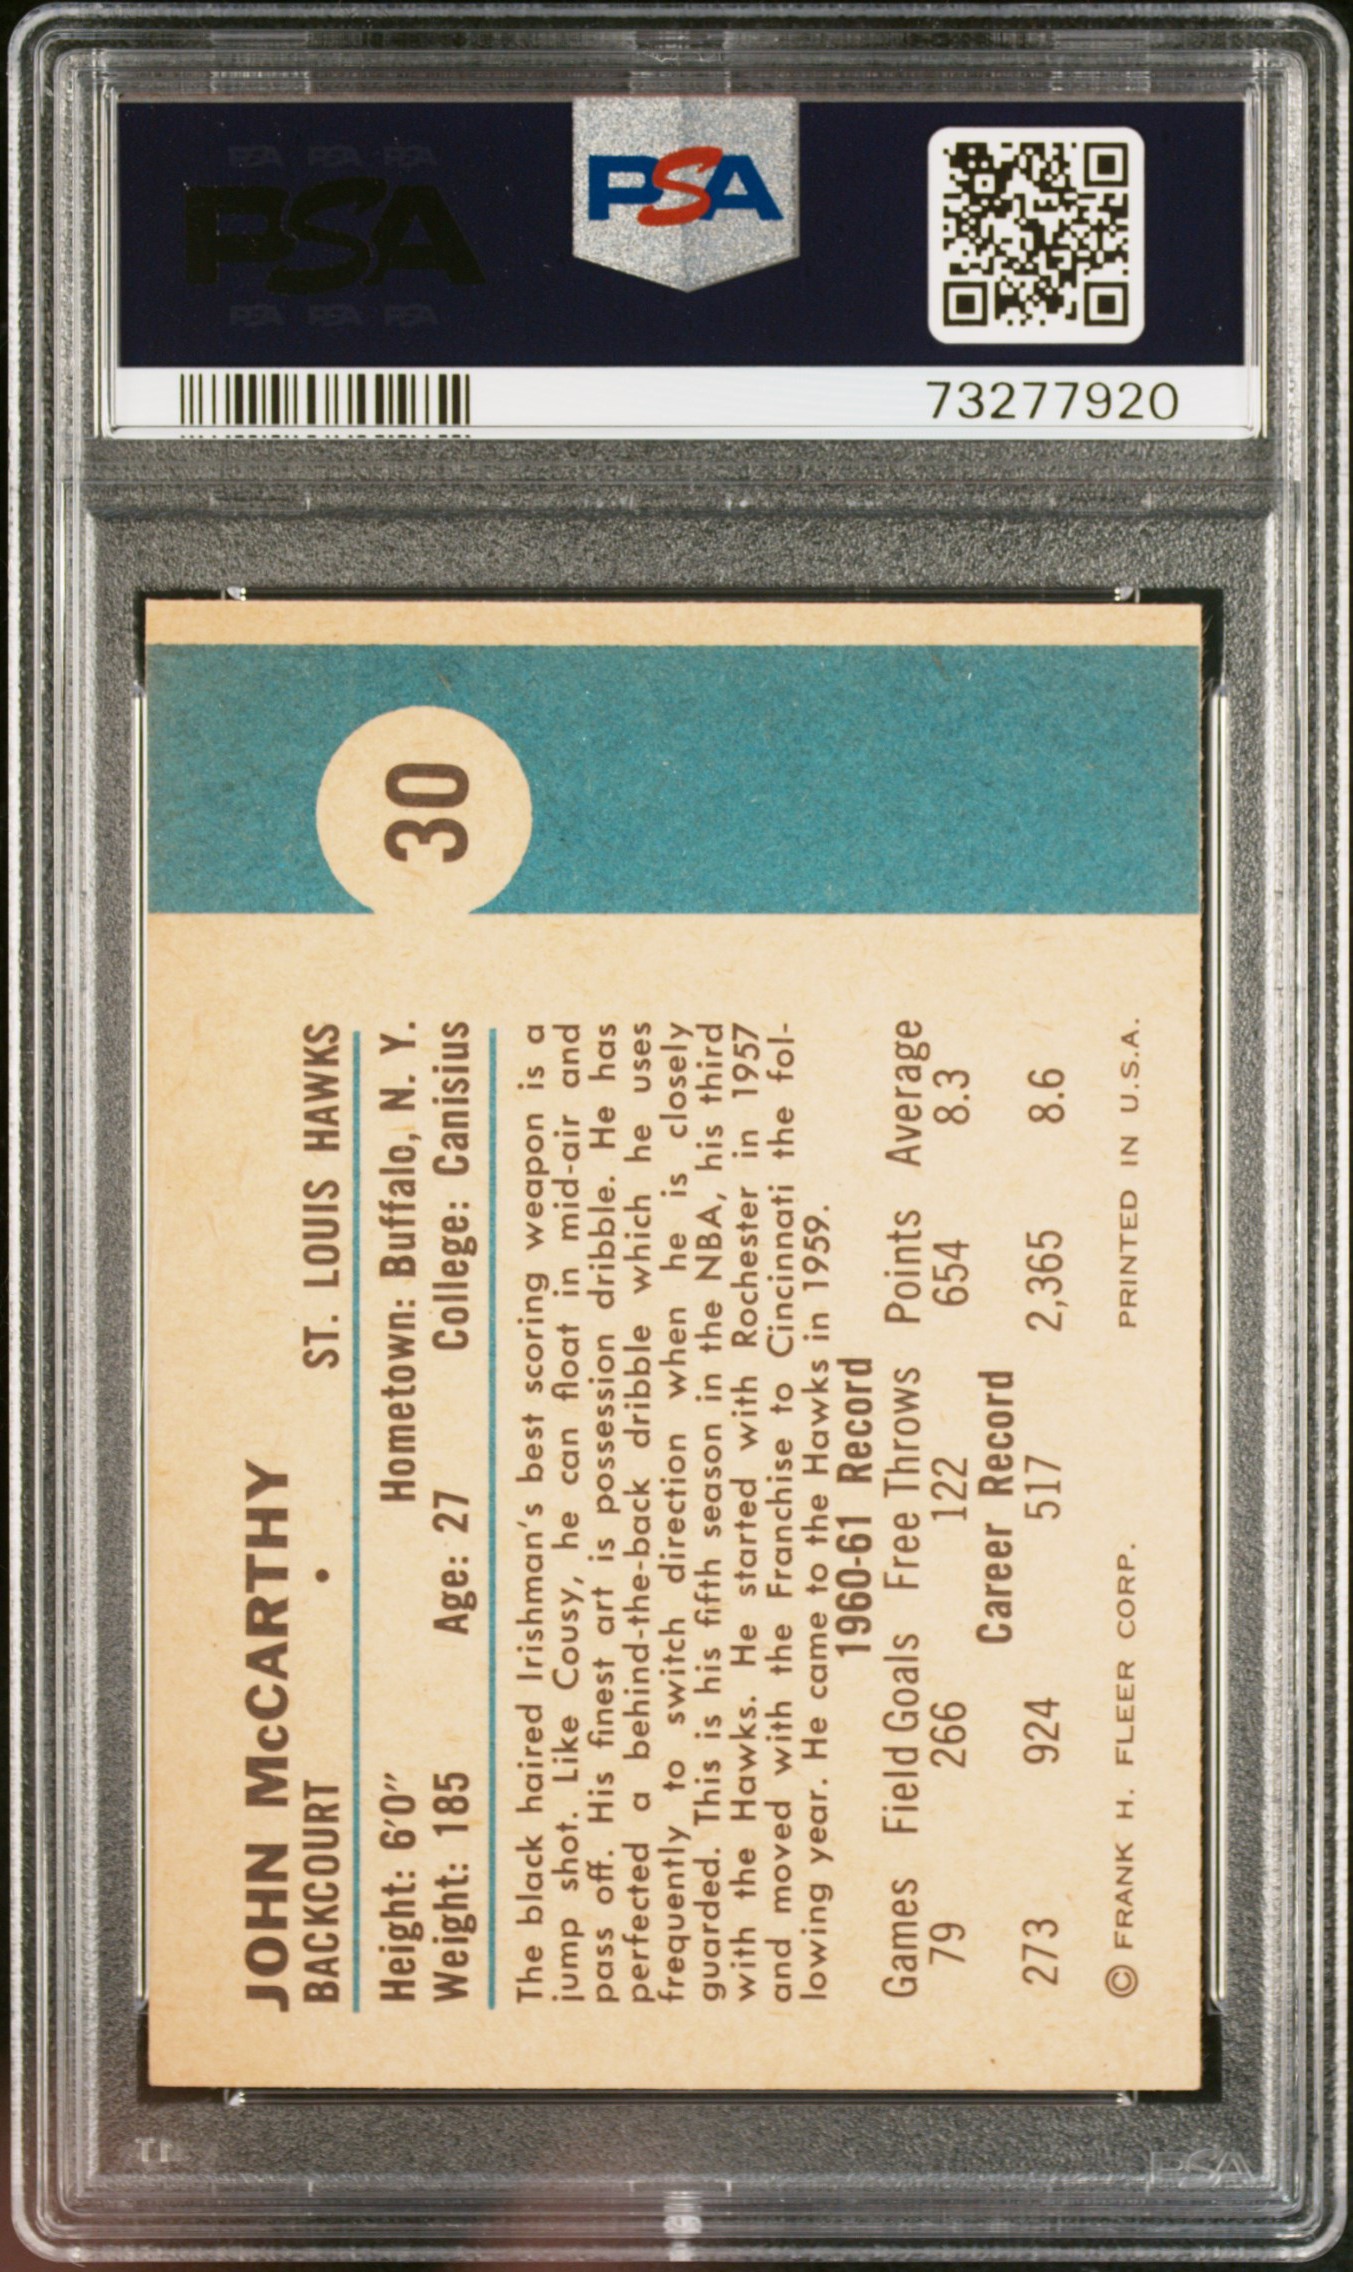 PSA PSA PSA
PSA
PSA PSA PSA
PSA
73277920
30
JOHN McCARTHY
BACKCOURT • ST. LOUIS HAWKS
Height: 6'0" Hometown: Buffalo, N. Y.
Weight: 185 Age: 27 College: Canisius
The black haired Irishman's best scoring weapon is a
jump shot. Like Cousy, he can float in mid-air and
pass off. His finest art is possession dribble. He has
perfected a behind-the-back dribble which he uses
frequently to switch direction when he is closely
guarded. This is his fifth season in the NBA, his third
with the Hawks. He started with Rochester in 1957
and moved with the Franchise to Cincinnati the fol-
lowing year. He came to the Hawks in 1959.
1960-61 Record
Games Field Goals Free Throws Points Average
79 266 122 654 8.3
Career Record
273 924 517 2,365 8.6
© FRANK H. FLEER CORP. PRINTED IN U.S.A.
PSA